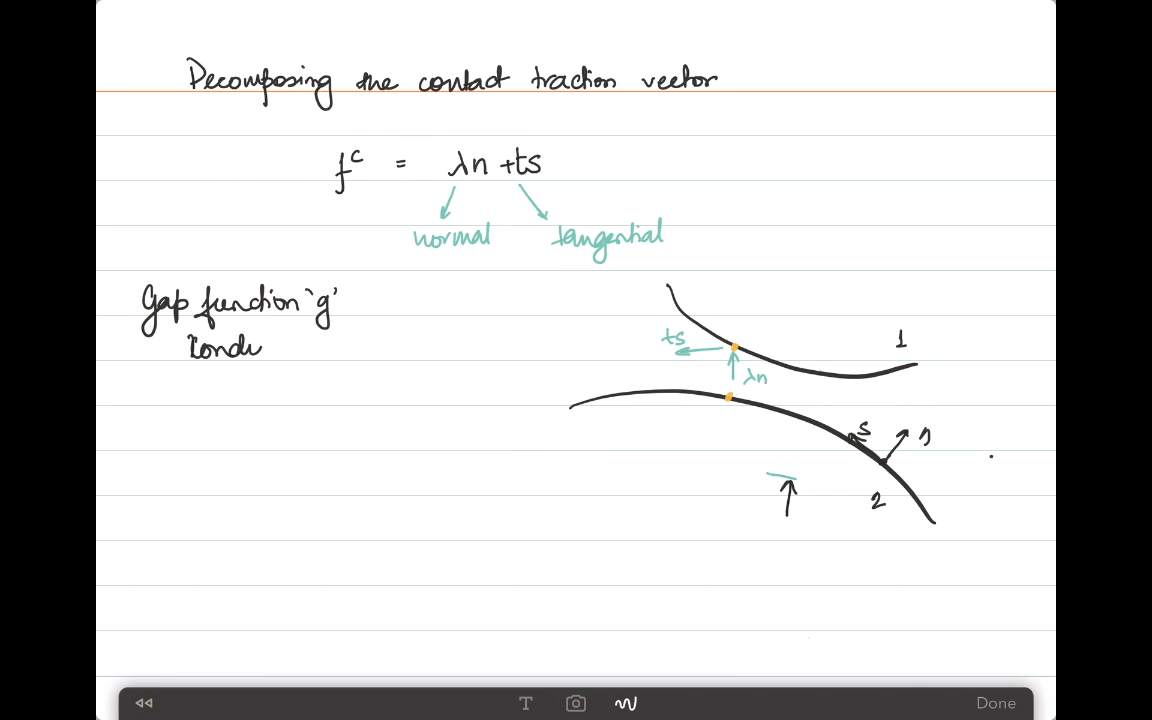 Decomposing the contact traction vector
f^c = λn + ts
normal tangential
Gap function 'g'
Condi
1
ts
λn
s
n
2
T
Done